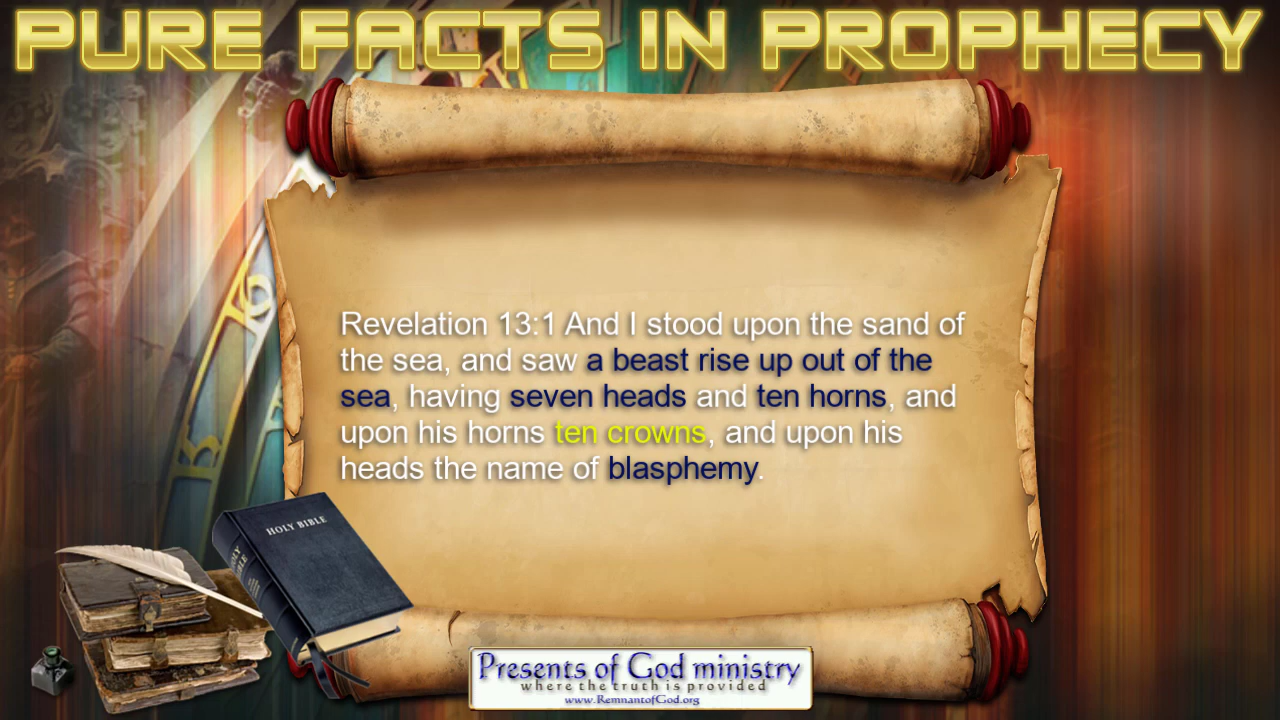 PURE FACTS IN PROPHECY
Revelation 13:1 And I stood upon the sand of
the sea, and saw a beast rise up out of the
sea, having seven heads and ten horns, and
upon his horns ten crowns, and upon his
heads the name of blasphemy.
HOLY BIBLE
HOLY BIBLE
Presents of God ministry
where the truth is provided
www.RemnantofGod.org